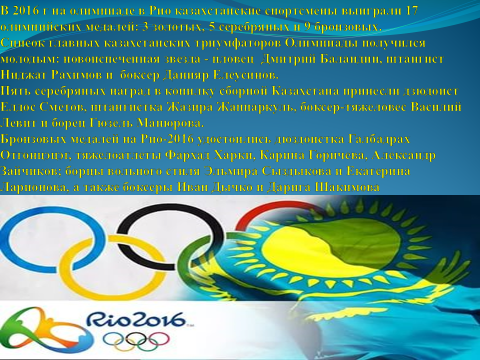 В 2016 г на олимпиаде в Рио казахстанские спортсмены выиграли 17
олимпийских медалей: 3 золотых, 5 серебряных и 9 бронзовых.
Список главных казахстанских триумфаторов Олимпиады получился
молодым: новоиспеченная звезда - пловец Дмитрий Баландин, штангист
Ниджат Рахимов и боксер Данияр Елеусинов.
Пять серебряных наград в копилку сборной Казахстана принесли дзюдоист
Елдос Сметов, штангистка Жазира Жаппаркуль, боксер-тяжеловес Василий
Левит и борец Гюзель Манюрова.
Бронзовых медалей на Рио-2016 удостоились дзюдоистка Галбадрах
Отгонцэцэг, тяжелоатлеты Фархад Харки, Карина Горичева, Александр
Зайчиков; борцы вольного стиля Эльмира Сыздыкова и Екатерина
Ларионова, а также боксеры Иван Дычко и Дарига Шакимова
Rio2016